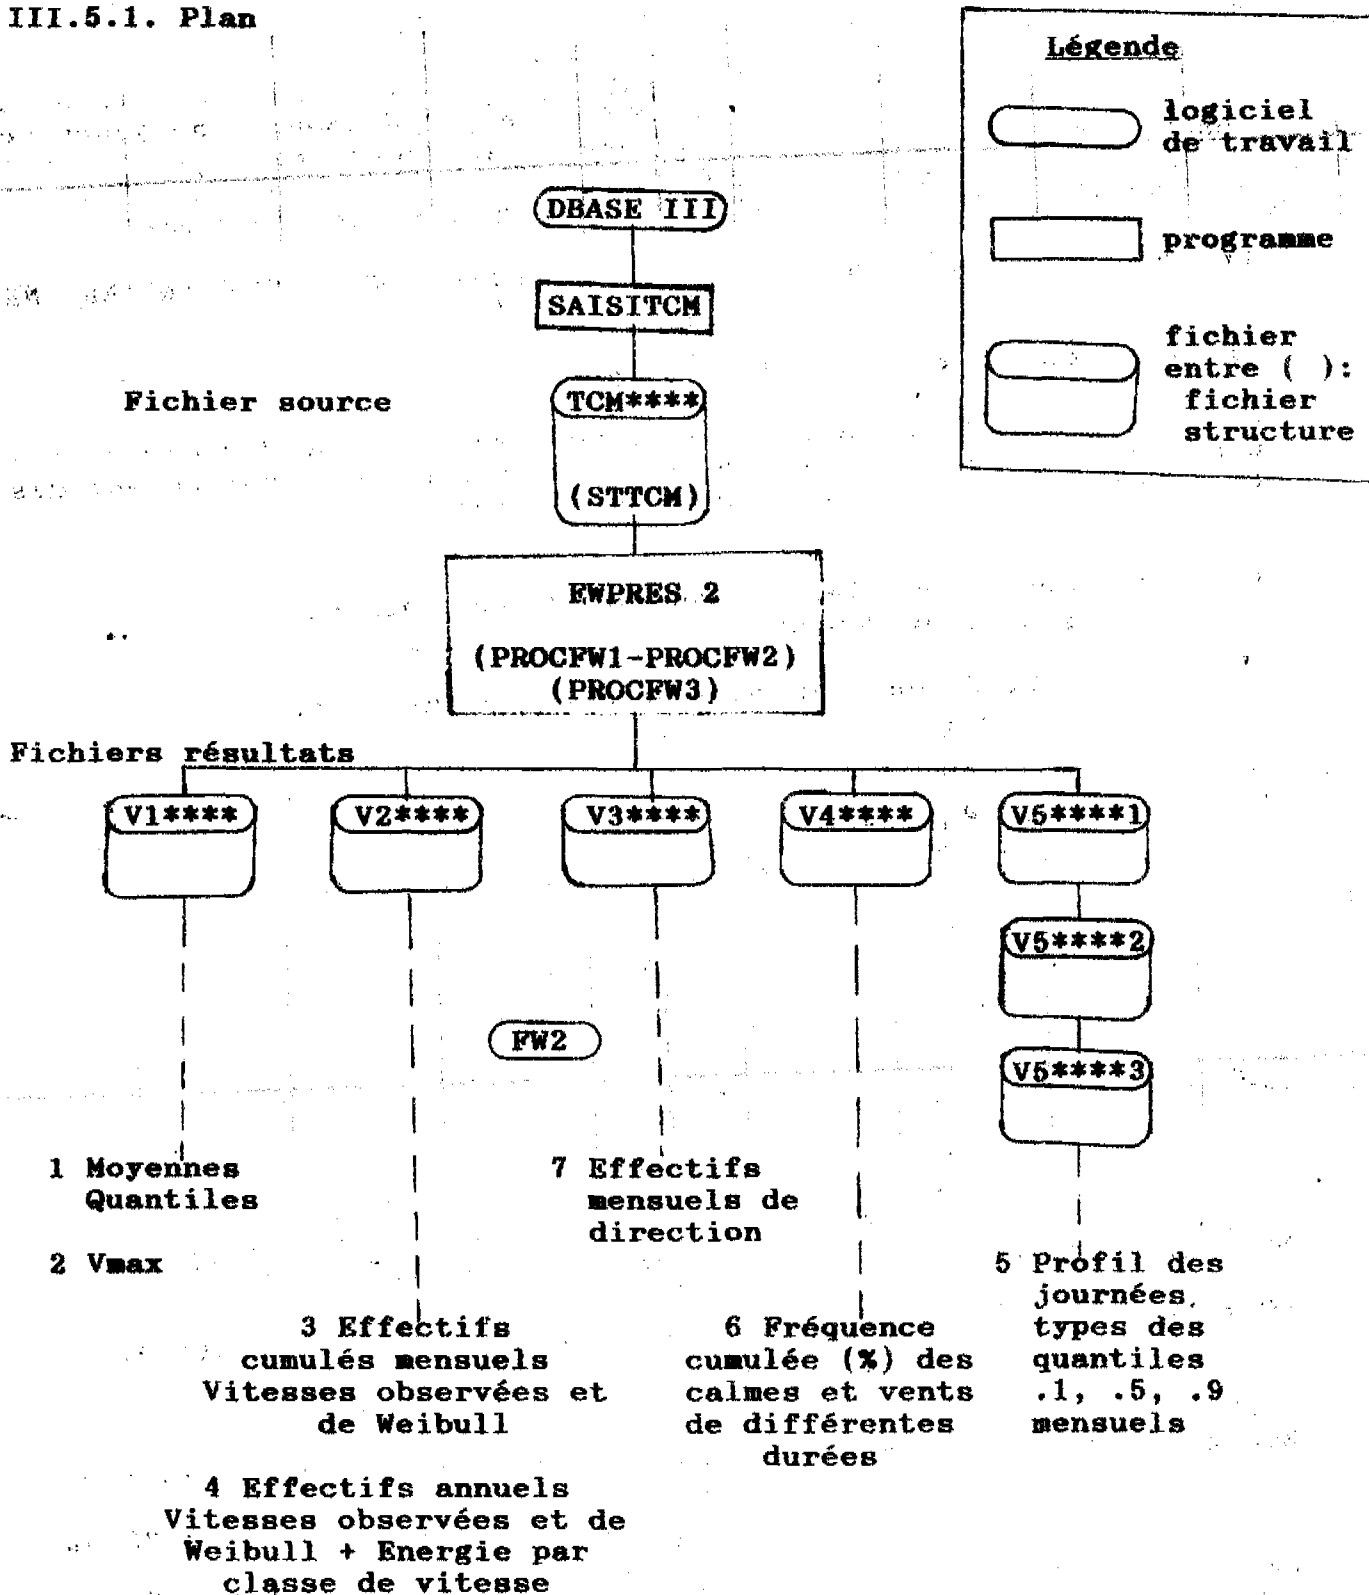 III.5.1. Plan
Légende
logiciel
de travail
programme
fichier
entre ( ):
fichier
structure
DBASE III
SAISITCM
Fichier source
TCM****
(STTCM)
FWPRES 2
(PROCFW1-PROCFW2)
(PROCFW3)
Fichiers résultats
V1****
V2****
V3****
V4****
V5****1
V5****2
V5****3
FW2
1 Moyennes
Quantiles
2 Vmax
3 Effectifs
cumulés mensuels
Vitesses observées et
de Weibull
4 Effectifs annuels
Vitesses observées et de
Weibull + Energie par
classe de vitesse
7 Effectifs
mensuels de
direction
6 Fréquence
cumulée (%) des
calmes et vents
de différentes
durées
5 Profil des
journées
types des
quantiles
.1, .5, .9
mensuels